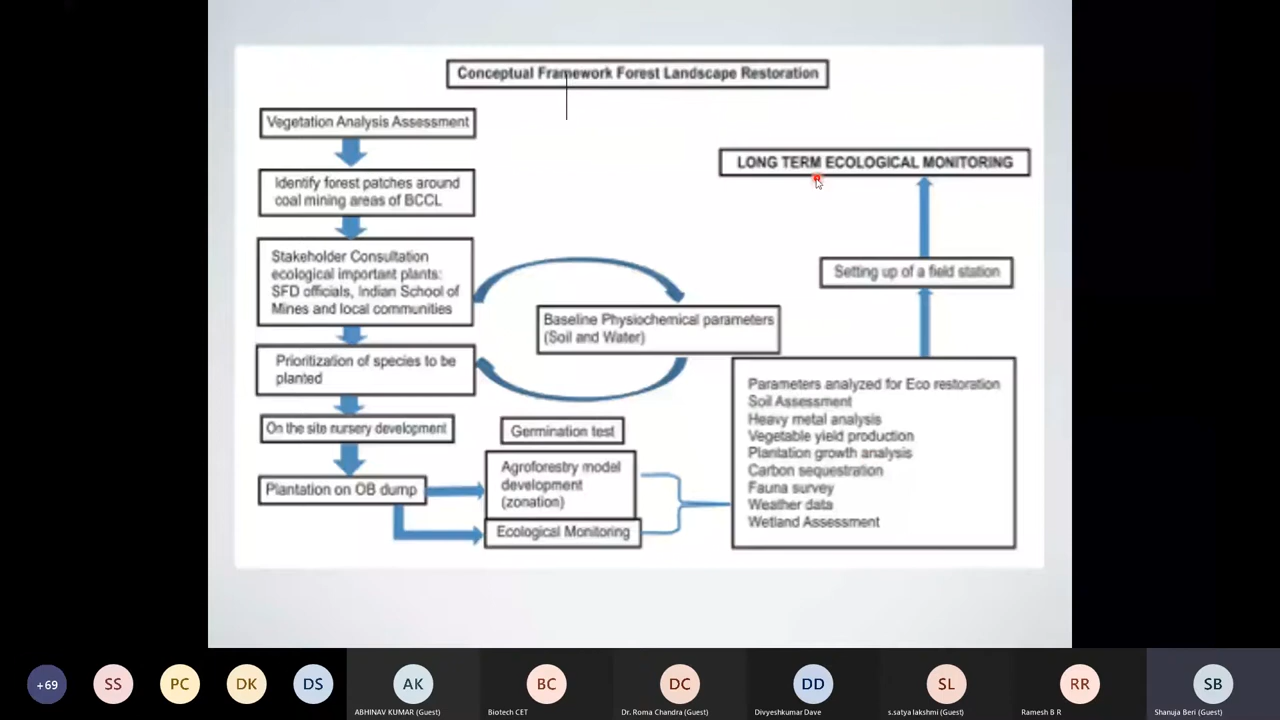 Conceptual Framework Forest Landscape Restoration
Vegetation Analysis Assessment
Identify forest patches around
coal mining areas of BCCL
Stakeholder Consultation
ecological important plants:
SFD officials, Indian School of
Mines and local communities
Prioritization of species to be
planted
On the site nursery development
Plantation on OB dump
Baseline Physiochemical parameters
(Soil and Water)
Germination test
Agroforestry model
development
(zonation)
Ecological Monitoring
LONG TERM ECOLOGICAL MONITORING
Setting up of a field station
Parameters analyzed for Eco restoration
Soil Assessment
Heavy metal analysis
Vegetable yield production
Plantation growth analysis
Carbon sequestration
Fauna survey
Weather data
Wetland Assessment
+69
SS
PC
DK
DS
AK
BC
DC
DD
SL
RR
SB
ABHINAV KUMAR (Guest)
Biotech CET
Dr. Roma Chandra (Guest)
Divyeshkumar Dave
s.satya lakshmi (Guest)
Ramesh B R
Shanuja Beri (Guest)